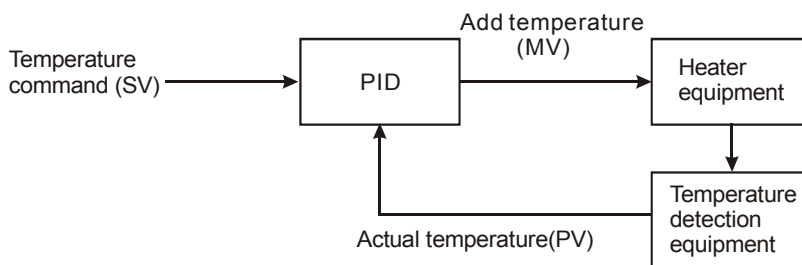 Temperature
command (SV)
PID
Add temperature
(MV)
Heater
equipment
Temperature
detection
equipment
Actual temperature(PV)